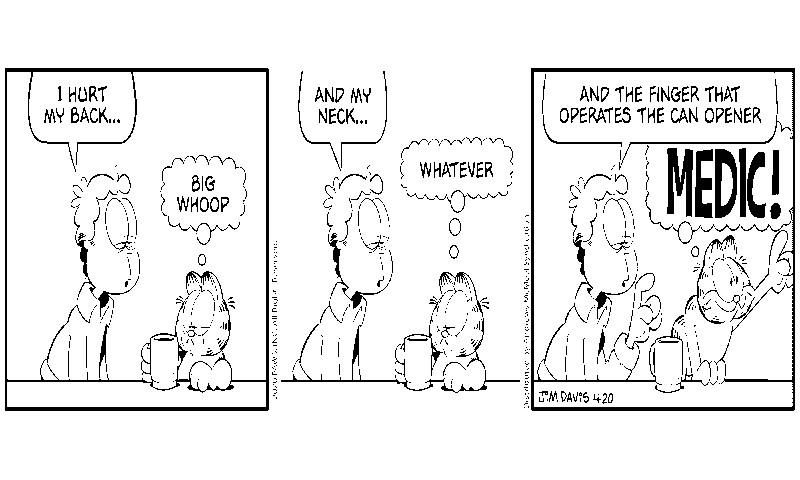 I HURT
MY BACK...
BIG
WHOOP
AND MY
NECK...
WHATEVER
AND THE FINGER THAT
OPERATES THE CAN OPENER
MEDIC!
JIM DAVIS 4·20